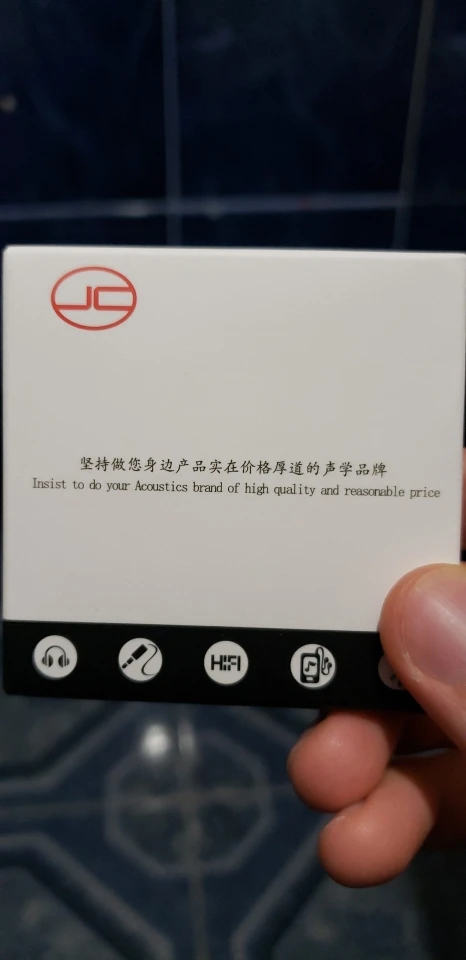 JC
坚持做您身边产品实在价格厚道的声学品牌
Insist to do your Acoustics brand of high quality and reasonable price
HIFI